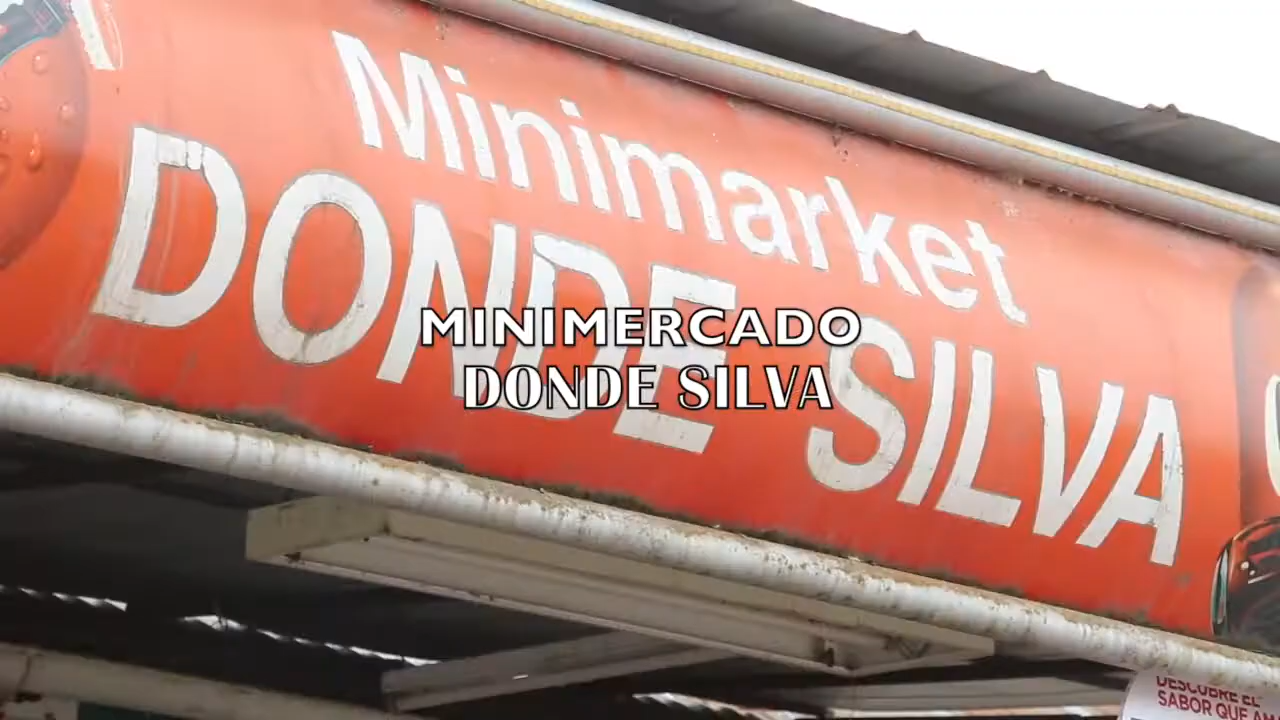 Minimarket
DONDE SILVA
MINIMERCADO
DONDE SILVA
DESCUBRE EL
SABOR QUE